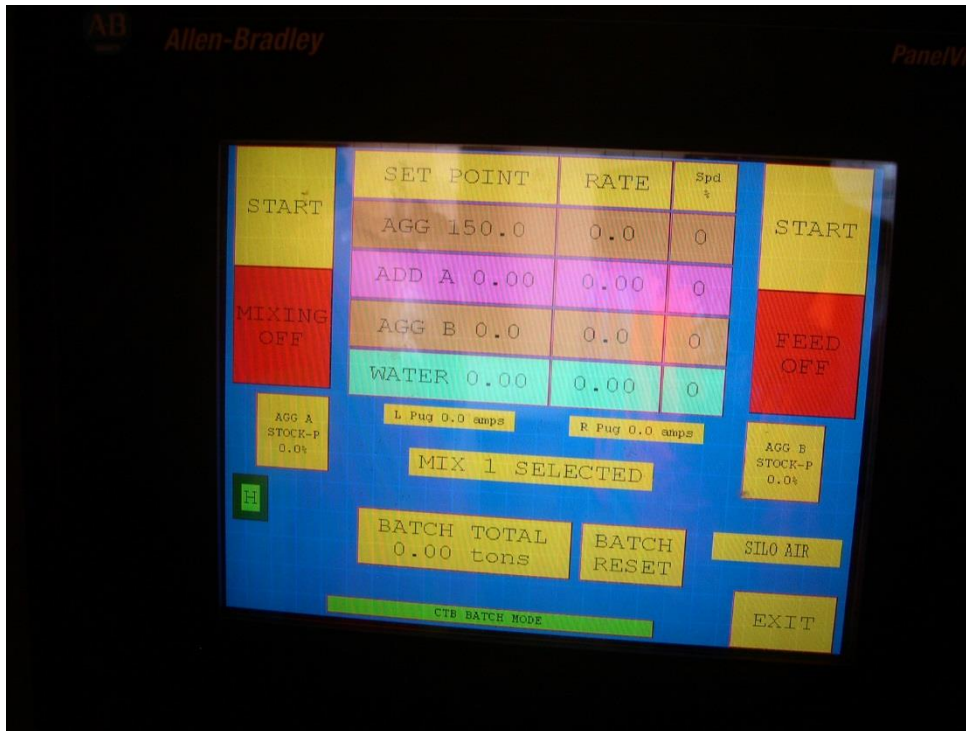 AB
Allen-Bradley
START
SET POINT RATE Spd %
START
AGG 150.0 0.0 0
ADD A 0.00 0.00 0
MIXING OFF
AGG B 0.0 0.0 0
FEED OFF
WATER 0.00 0.00 0
AGG A
STOCK-P
0.0%
L Pug 0.0 amps
R Pug 0.0 amps
AGG B
STOCK-P
0.0%
MIX 1 SELECTED
H
BATCH TOTAL
0.00 tons
BATCH
RESET
SILO AIR
CTB BATCH MODE
EXIT